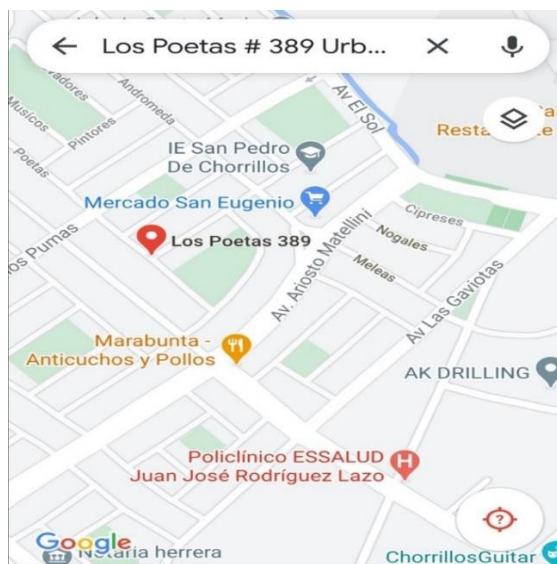 Los Poetas # 389 Urb...
Musicos
Pintores
Andromeda
Poetas
Av El Sol
IE San Pedro
De Chorrillos
Mercado San Eugenio
Cipreses
Nogales
Los Poetas 389
Meleas
Av. Ariosto Matellini
os Pumas
Av Las Gaviotas
Marabunta -
Anticuchos y Pollos
AK DRILLING
Policlínico ESSALUD
Juan José Rodríguez Lazo
H
?
Google
Notaría herrera
ChorrillosGuitar